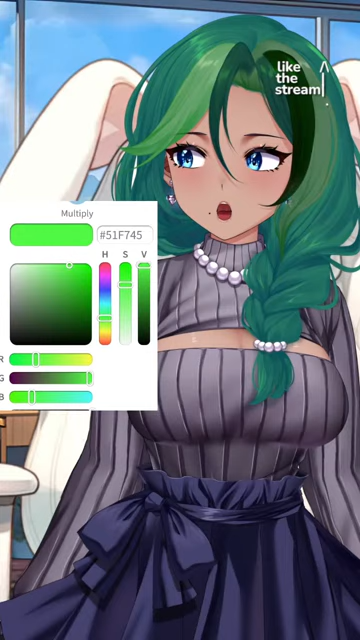 like
the
stream
Multiply
#51F745
H S V
R
G
B